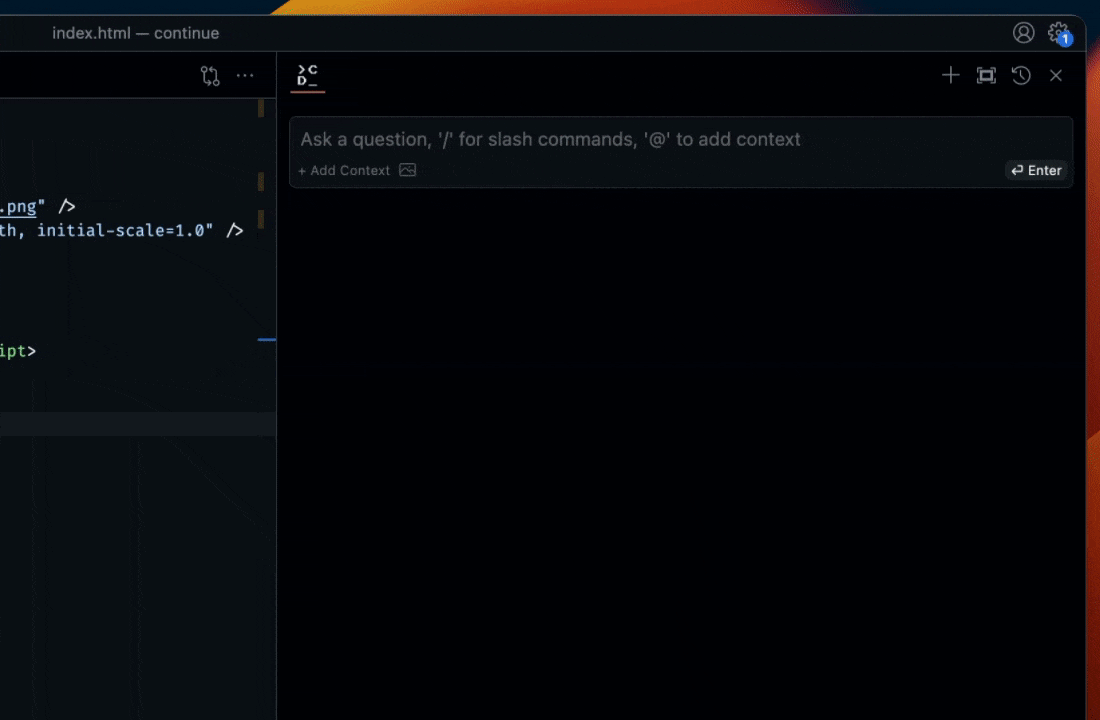 index.html — continue
1
>C
D_
Ask a question, '/' for slash commands, '@' to add context
+ Add Context
⏎ Enter
.png" />
th, initial-scale=1.0" />
ipt>